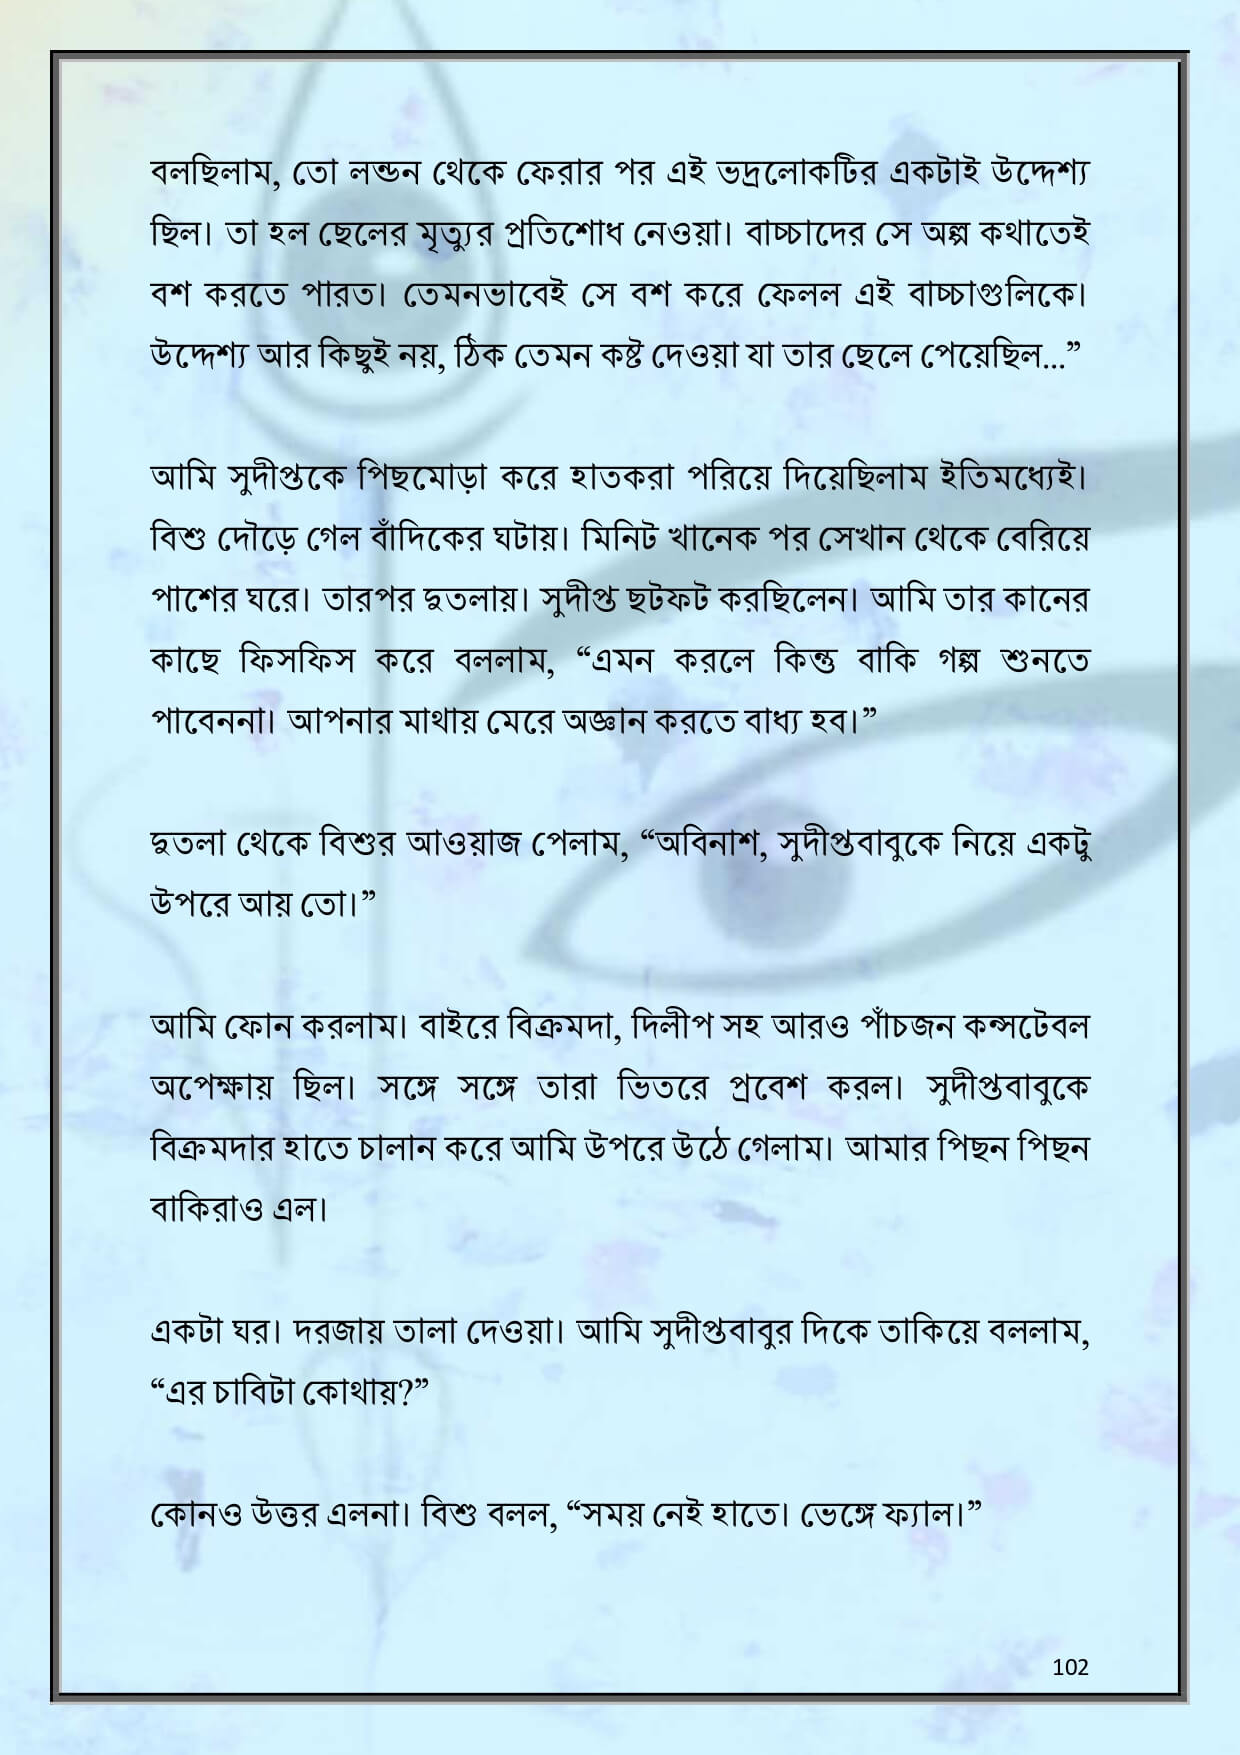 বলছিলাম, তো লন্ডন থেকে ফেরার পর এই ভদ্রলোকটির একটাই উদ্দেশ্য
ছিল। তা হল ছেলের মৃত্যুর প্রতিশোধ নেওয়া। বাচ্চাদের সে অল্প কথাতেই
বশ করতে পারত। তেমনভাবেই সে বশ করে ফেলল এই বাচ্চাগুলিকে।
উদ্দেশ্য আর কিছুই নয়, ঠিক তেমন কষ্ট দেওয়া যা তার ছেলে পেয়েছিল...”
আমি সুদীপ্তকে পিছমোড়া করে হাতকরা পরিয়ে দিয়েছিলাম ইতিমধ্যেই।
বিশু দৌড়ে গেল বাঁদিকের ঘটায়। মিনিট খানেক পর সেখান থেকে বেরিয়ে
পাশের ঘরে। তারপর দুতলায়। সুদীপ্ত ছটফট করছিলেন। আমি তার কানের
কাছে ফিসফিস করে বললাম, “এমন করলে কিন্তু বাকি গল্প শুনতে
পাবেননা। আপনার মাথায় মেরে অজ্ঞান করতে বাধ্য হব।”
দুতলা থেকে বিশুর আওয়াজ পেলাম, “অবিনাশ, সুদীপ্তবাবুকে নিয়ে একটু
উপরে আয় তো।”
আমি ফোন করলাম। বাইরে বিক্রমদা, দিলীপ সহ আরও পাঁচজন কন্সটেবল
অপেক্ষায় ছিল। সঙ্গে সঙ্গে তারা ভিতরে প্রবেশ করল। সুদীপ্তবাবুকে
বিক্রমদার হাতে চালান করে আমি উপরে উঠে গেলাম। আমার পিছন পিছন
বাকিরাও এল।
একটা ঘর। দরজায় তালা দেওয়া। আমি সুদীপ্তবাবুর দিকে তাকিয়ে বললাম,
“এর চাবিটা কোথায়?”
কোনও উত্তর এলনা। বিশু বলল, “সময় নেই হাতে। ভেঙ্গে ফ্যাল।”
102